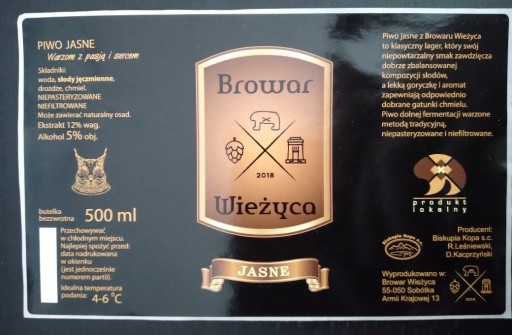 PIWO JASNE
Warzone z pasją i sercem
Składniki:
woda, słody jęczmienne,
drożdże, chmiel.
NIEPASTERYZOWANE
NIEFILTROWANE
Może zawierać naturalny osad.
Ekstrakt 12% wag.
Alkohol 5% obj.
butelka
bezzwrotna 500 ml
Przechowywać
w chłodnym miejscu.
Najlepiej spożyć przed:
data nadrukowana
w okienku
(jest jednocześnie
numerem partii).
Idealna temperatura
podania: 4-6 °C
Browar
2018
Wieżyca
JASNE
Piwo jasne z Browaru Wieżyca
to klasyczny lager, który swój
niepowtarzalny smak zawdzięcza
dobrze zbalansowanej
kompozycji słodów,
a lekką goryczkę i aromat
zapewniają odpowiednio
dobrane gatunki chmielu.
Piwo dolnej fermentacji warzone
metodą tradycyjną,
niepasteryzowane i niefiltrowane.
produkt
lokalny
Biskupia Kopa s.c.
Producent:
Biskupia Kopa s.c.
R.Leśniewski,
D.Kacprzyński
Wyprodukowano w:
Browar Wieżyca
55-050 Sobótka
Armii Krajowej 13
2018